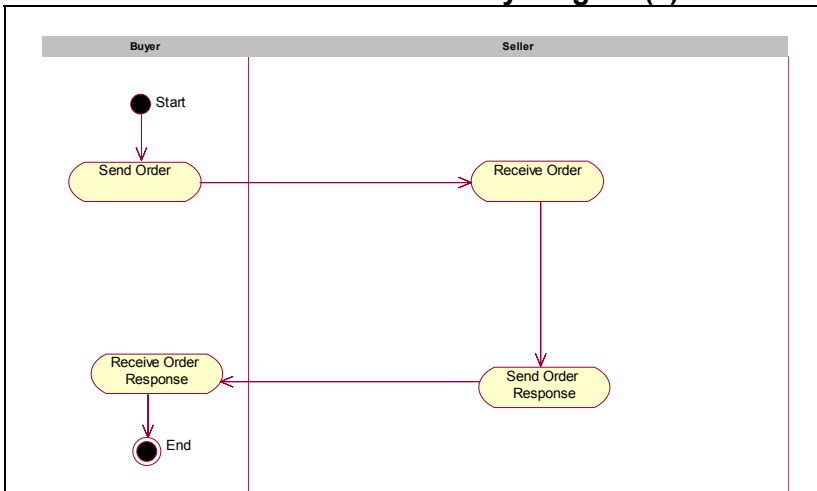 Buyer
Seller
Start
Send Order
Receive Order
Receive Order
Response
Send Order
Response
End